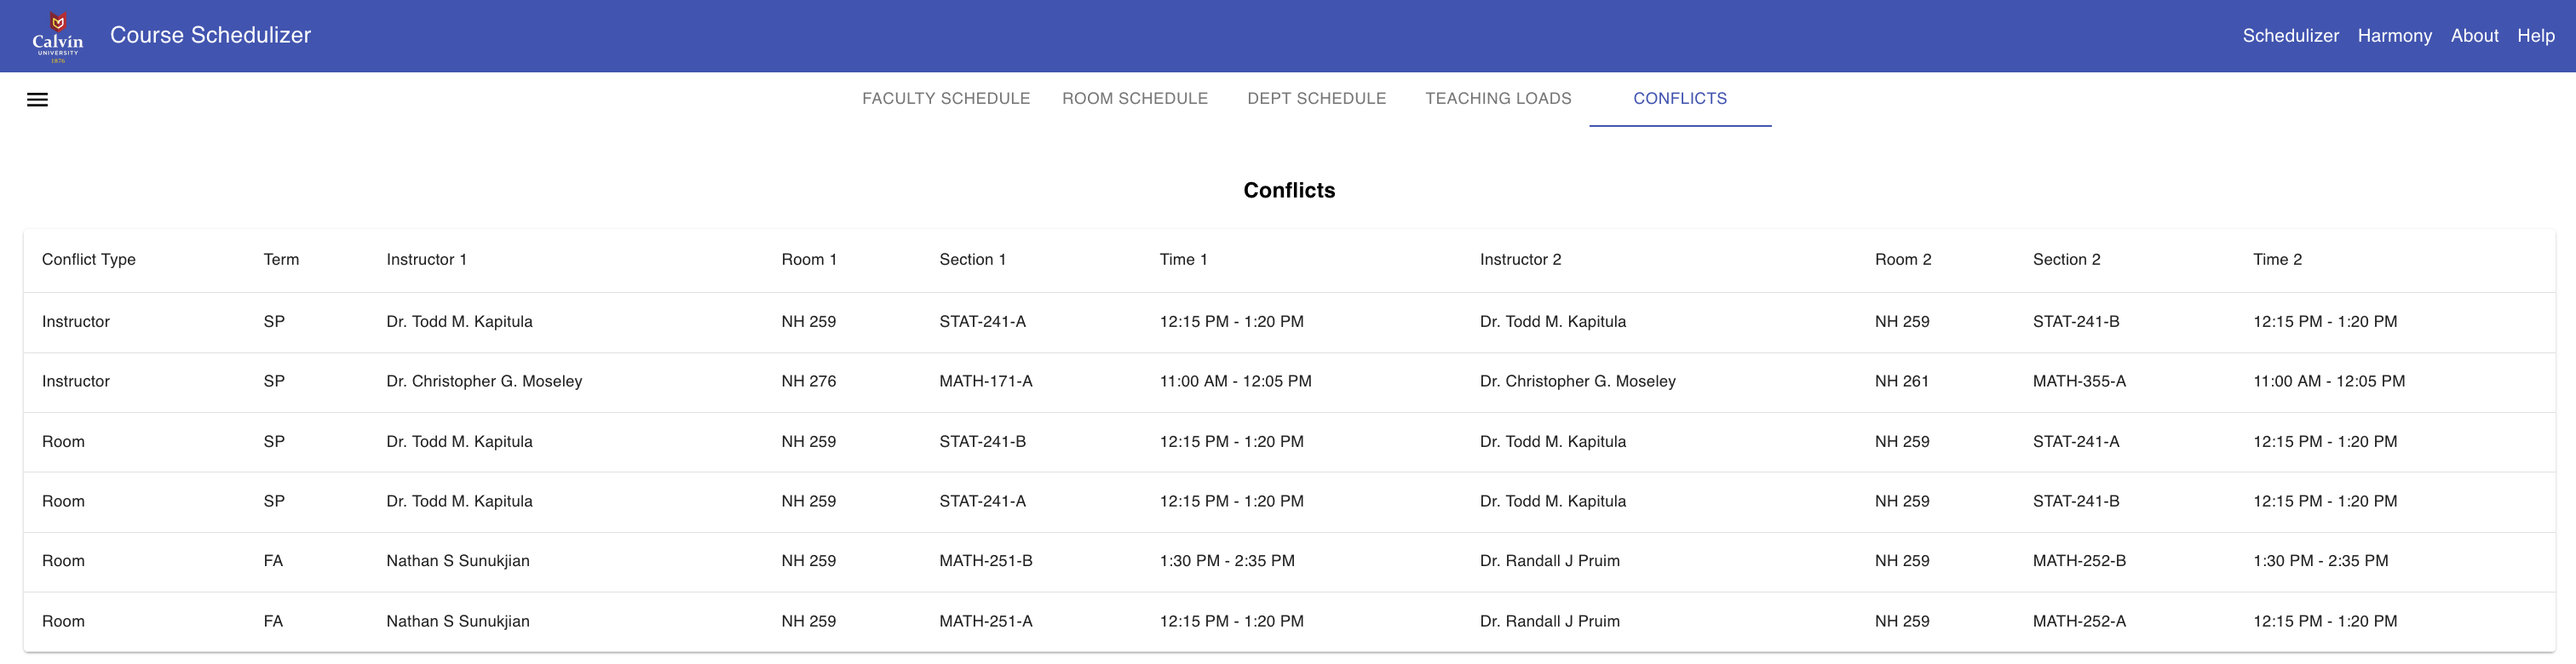 Calvin
UNIVERSITY
1876
Course Schedulizer
Schedulizer Harmony About Help
FACULTY SCHEDULE ROOM SCHEDULE DEPT SCHEDULE TEACHING LOADS CONFLICTS
Conflicts
Conflict Type Term Instructor 1 Room 1 Section 1 Time 1 Instructor 2 Room 2 Section 2 Time 2
Instructor SP Dr. Todd M. Kapitula NH 259 STAT-241-A 12:15 PM - 1:20 PM Dr. Todd M. Kapitula NH 259 STAT-241-B 12:15 PM - 1:20 PM
Instructor SP Dr. Christopher G. Moseley NH 276 MATH-171-A 11:00 AM - 12:05 PM Dr. Christopher G. Moseley NH 261 MATH-355-A 11:00 AM - 12:05 PM
Room SP Dr. Todd M. Kapitula NH 259 STAT-241-B 12:15 PM - 1:20 PM Dr. Todd M. Kapitula NH 259 STAT-241-A 12:15 PM - 1:20 PM
Room SP Dr. Todd M. Kapitula NH 259 STAT-241-A 12:15 PM - 1:20 PM Dr. Todd M. Kapitula NH 259 STAT-241-B 12:15 PM - 1:20 PM
Room FA Nathan S Sunukjian NH 259 MATH-251-B 1:30 PM - 2:35 PM Dr. Randall J Pruim NH 259 MATH-252-B 1:30 PM - 2:35 PM
Room FA Nathan S Sunukjian NH 259 MATH-251-A 12:15 PM - 1:20 PM Dr. Randall J Pruim NH 259 MATH-252-A 12:15 PM - 1:20 PM